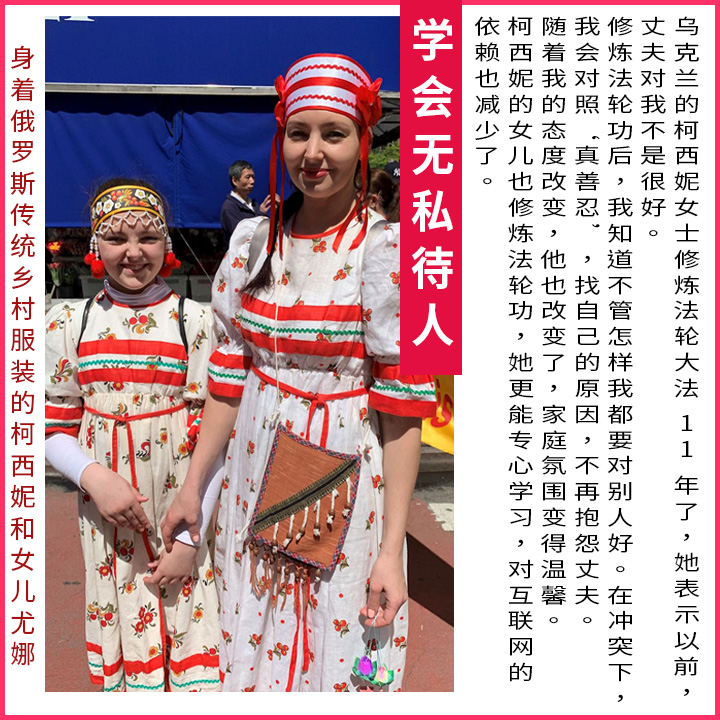 学会无私待人
乌克兰的柯西妮女士修炼法轮大法 11 年了，她表示以前，
丈夫对我不是很好。
修炼法轮功后，我知道不管怎样我都要对别人好。在冲突下，
我会对照“真善忍”，找自己的原因，不再抱怨丈夫。
随着我的态度改变，他也改变了，家庭氛围变得温馨。
柯西妮的女儿也修炼法轮功，她更能专心学习，对互联网的
依赖也减少了。
身着俄罗斯传统乡村服装的柯西妮和女儿尤娜